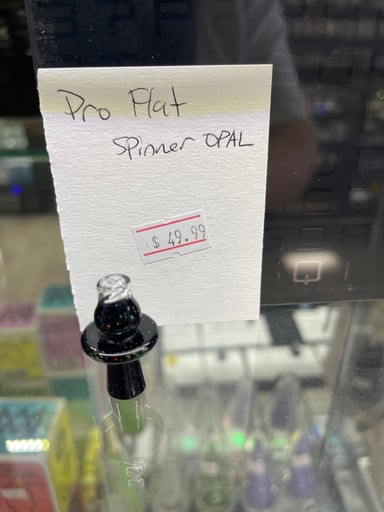 Pro Flat
Spinner OPAL
$ 49.99